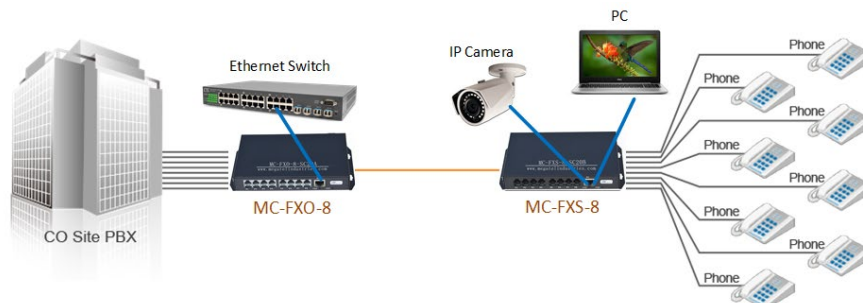 PC
IP Camera
Ethernet Switch
Phone
Phone
Phone
Phone
Phone
Phone
Phone
Phone
MC-FXO-8
MC-FXS-8
CO Site PBX